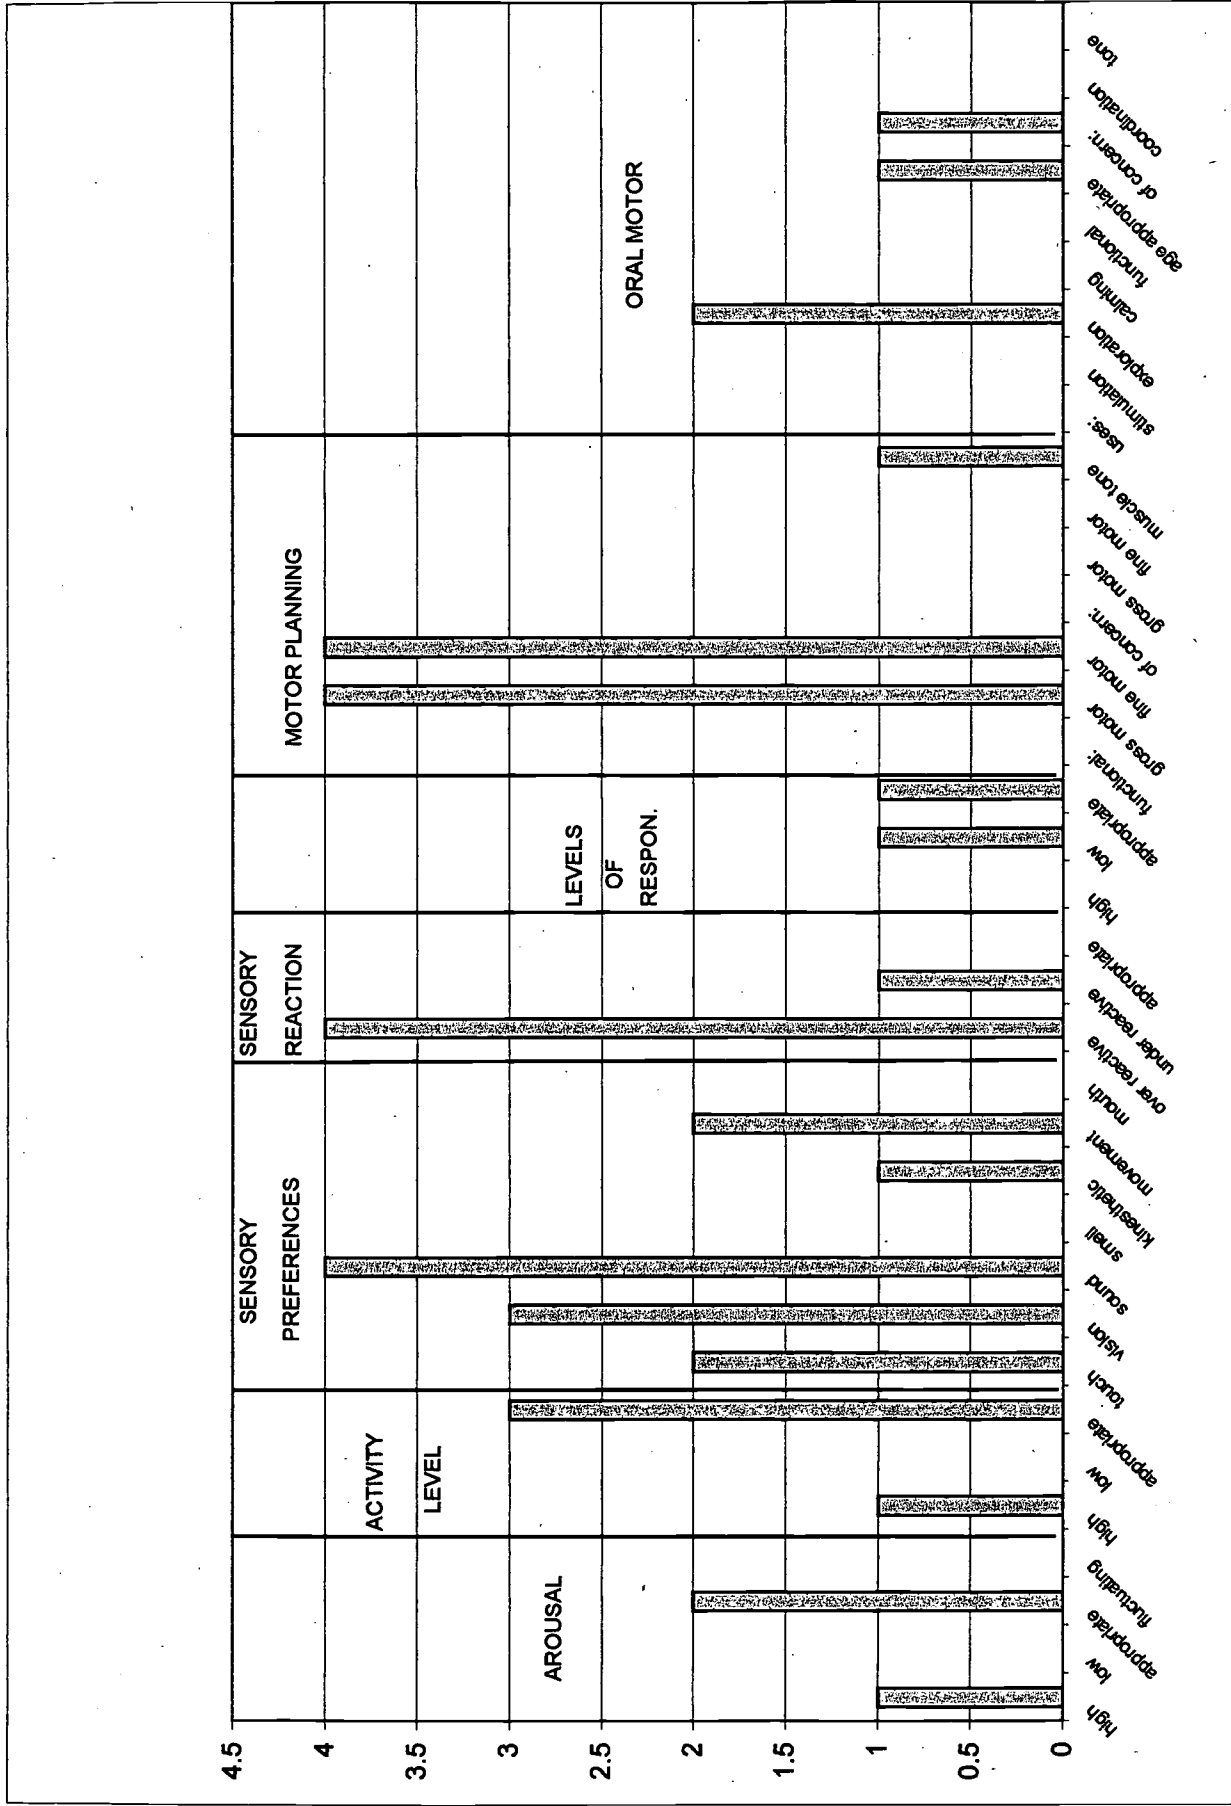 SENSORY
PREFERENCES
SENSORY
REACTION
MOTOR PLANNING
ACTIVITY
LEVEL
LEVELS
OF
RESPON.
AROUSAL
ORAL MOTOR
4.5
4
3.5
3
2.5
2
1.5
1
0.5
0
high
low
appropriate
fluctuating
high
low
appropriate
touch
vision
sound
smell
kinesthetic
movement
mouth
over reactive
under reactive
appropriate
high
low
appropriate
functional:
gross motor
fine motor
of concern:
gross motor
fine motor
muscle tone
uses:
stimulation
exploration
calming
functional
age appropriate
of concern:
coordination
tone